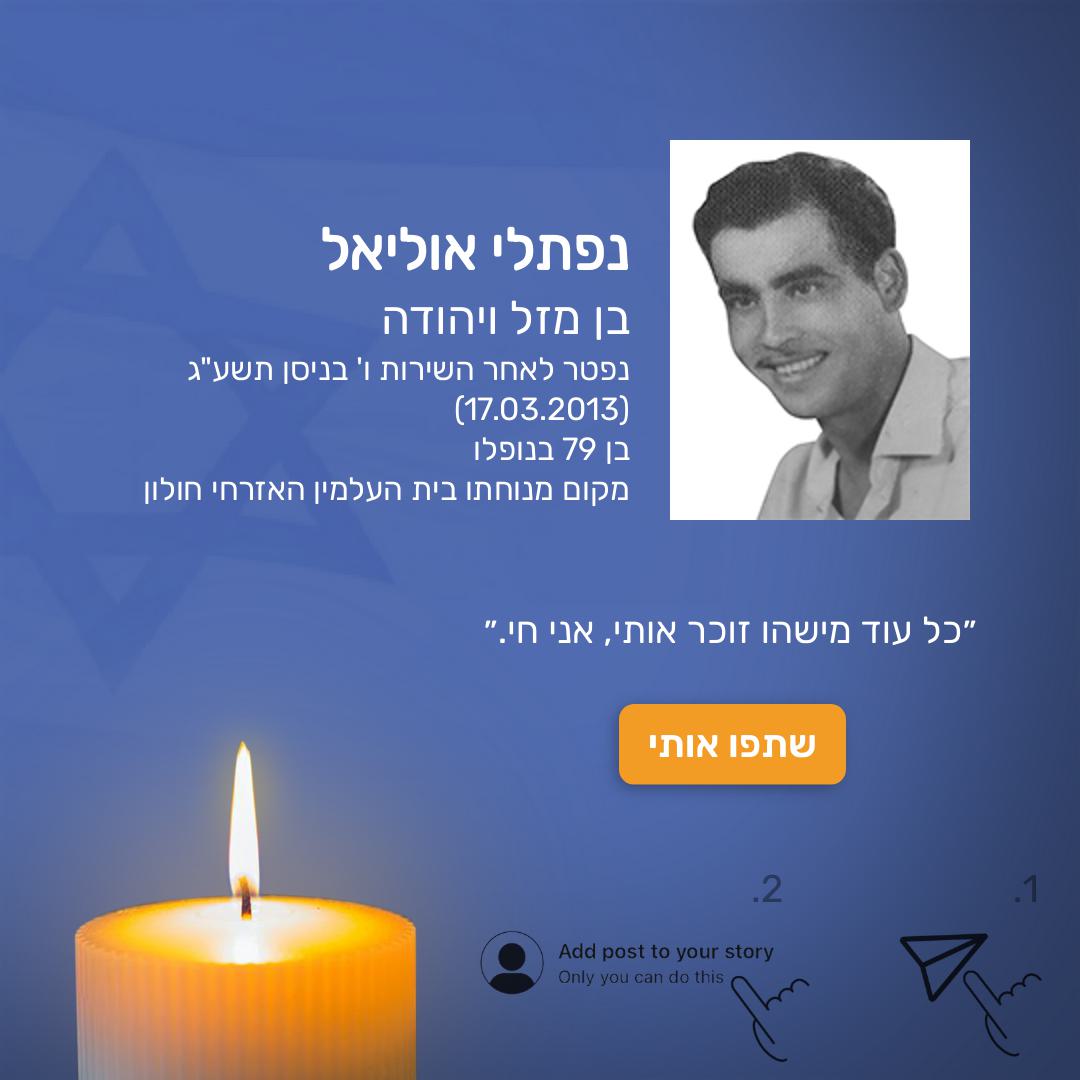 נפתלי אוליאל
בן מזל ויהודה
נפטר לאחר השירות ו' בניסן תשע"ג
(17.03.2013)
בן 79 בנופלו
מקום מנוחתו בית העלמין האזרחי חולון
״כל עוד מישהו זוכר אותי, אני חי.״
שתפו אותי
1.
2.
Add post to your story
Only you can do this